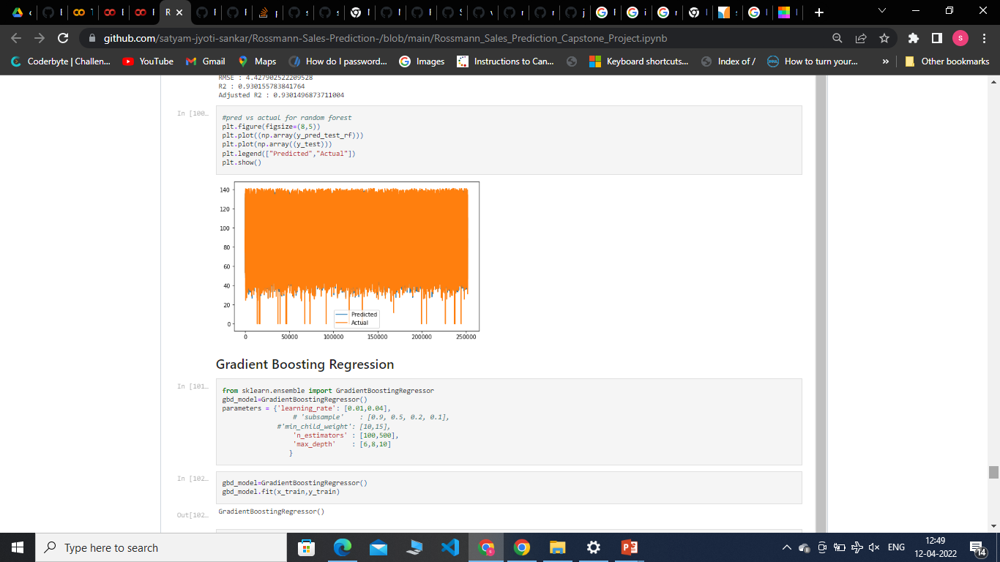 github.com/satyam-jyoti-sankar/Rossmann-Sales-Prediction-/blob/main/Rossmann_Sales_Prediction_Capstone_Project.ipynb
Coderbyte | Challen... YouTube Gmail Maps How do I password... Images Instructions to Can... Keyboard shortcuts... Index of / How to turn your... » Other bookmarks
RMSE : 4.427902522209528
R2 : 0.930155783841764
Adjusted R2 : 0.9301496873711004
In [100...
#pred vs actual for random forest
plt.figure(figsize=(8,5))
plt.plot((np.array(y_pred_test_rf)))
plt.plot(np.array((y_test)))
plt.legend(["Predicted","Actual"])
plt.show()
140
120
100
80
60
40
20
0
Predicted
Actual
0 50000 100000 150000 200000 250000
Gradient Boosting Regression
In [101...
from sklearn.ensemble import GradientBoostingRegressor
gbd_model=GradientBoostingRegressor()
parameters = {'learning_rate': [0.01,0.04],
# 'subsample' : [0.9, 0.5, 0.2, 0.1],
#'min_child_weight': [10,15],
'n_estimators' : [100,500],
'max_depth' : [6,8,10]
}
In [102...
gbd_model=GradientBoostingRegressor()
gbd_model.fit(x_train,y_train)
Out[102...
GradientBoostingRegressor()
Type here to search
ENG
12:49
12-04-2022
14